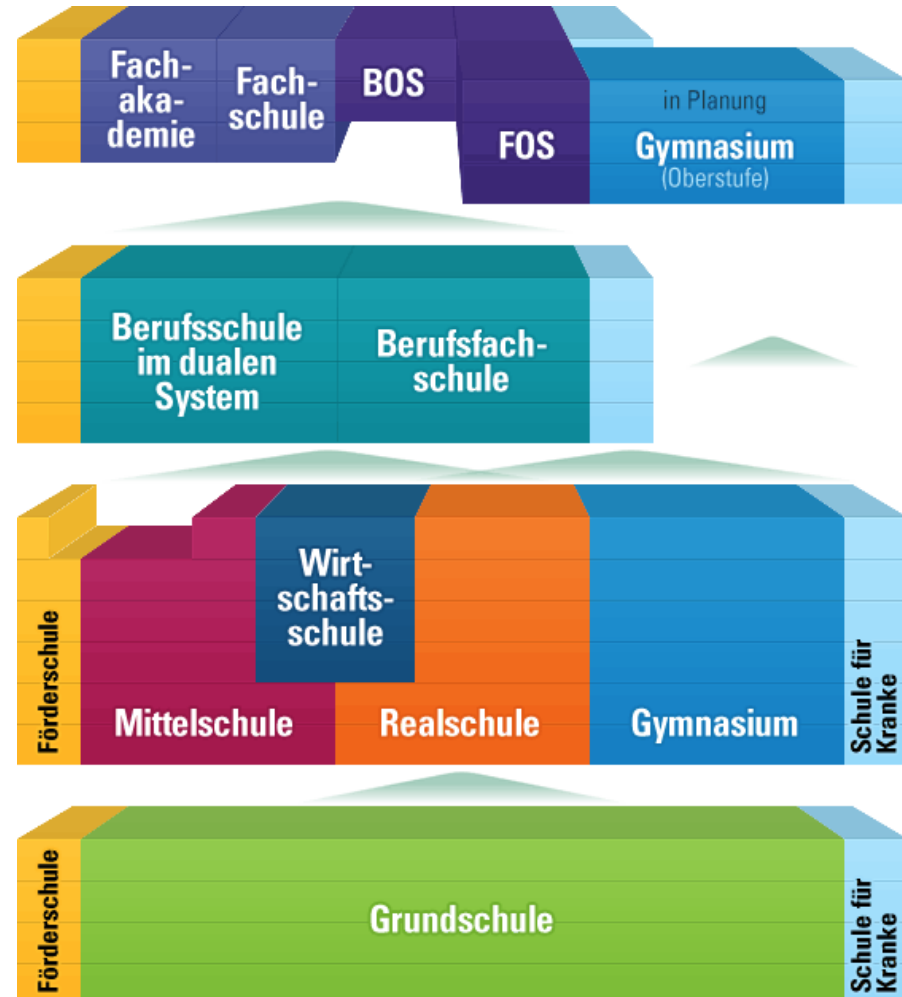 Fach-
aka-
demie
Fach-
schule
BOS
FOS
in Planung
Gymnasium
(Oberstufe)
Berufsschule
im dualen
System
Berufsfach-
schule
Förderschule
Mittelschule
Wirt-
schafts-
schule
Realschule
Gymnasium
Schule für
Kranke
Förderschule
Grundschule
Schule für
Kranke